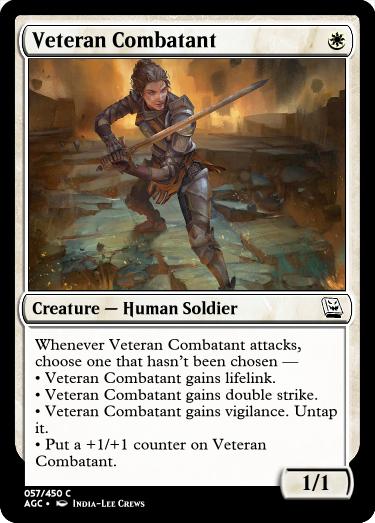 Veteran Combatant
Creature — Human Soldier
Whenever Veteran Combatant attacks,
choose one that hasn't been chosen —
• Veteran Combatant gains lifelink.
• Veteran Combatant gains double strike.
• Veteran Combatant gains vigilance. Untap
it.
• Put a +1/+1 counter on Veteran
Combatant.
1/1
057/450 C
AGC • India-Lee Crews